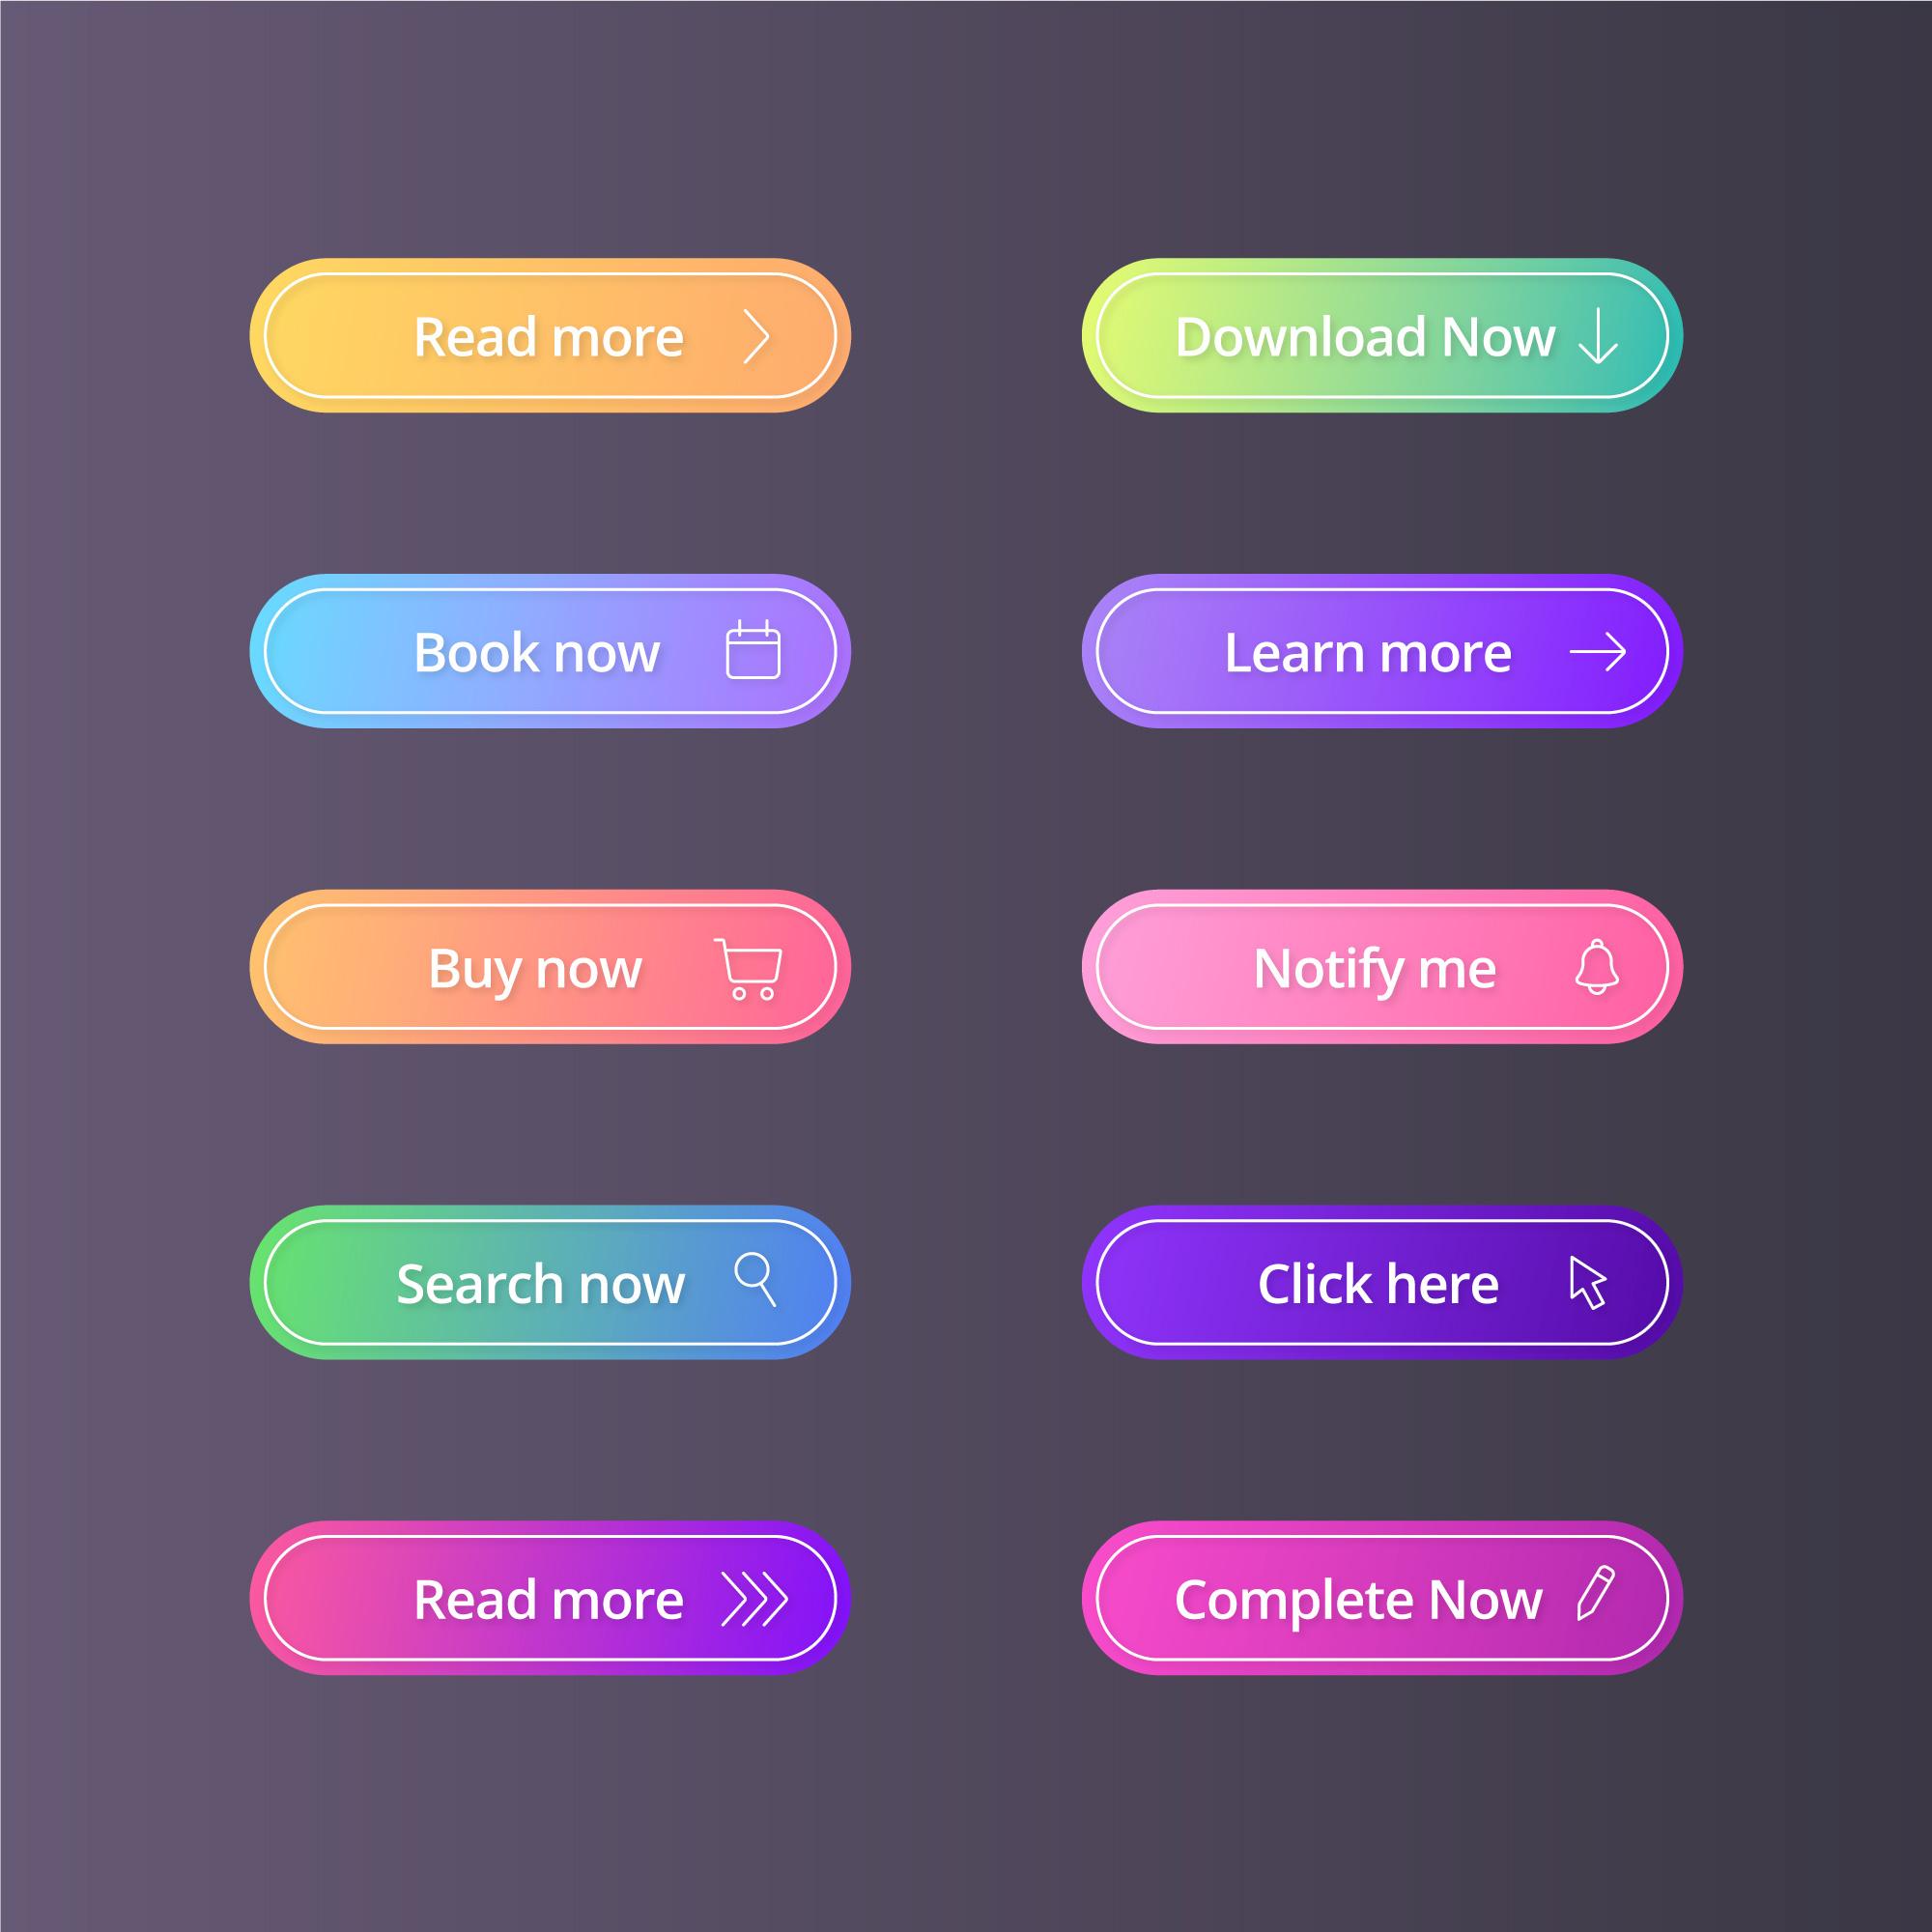 Read more
Download Now
Book now
Learn more
Buy now
Notify me
Search now
Click here
Read more
Complete Now